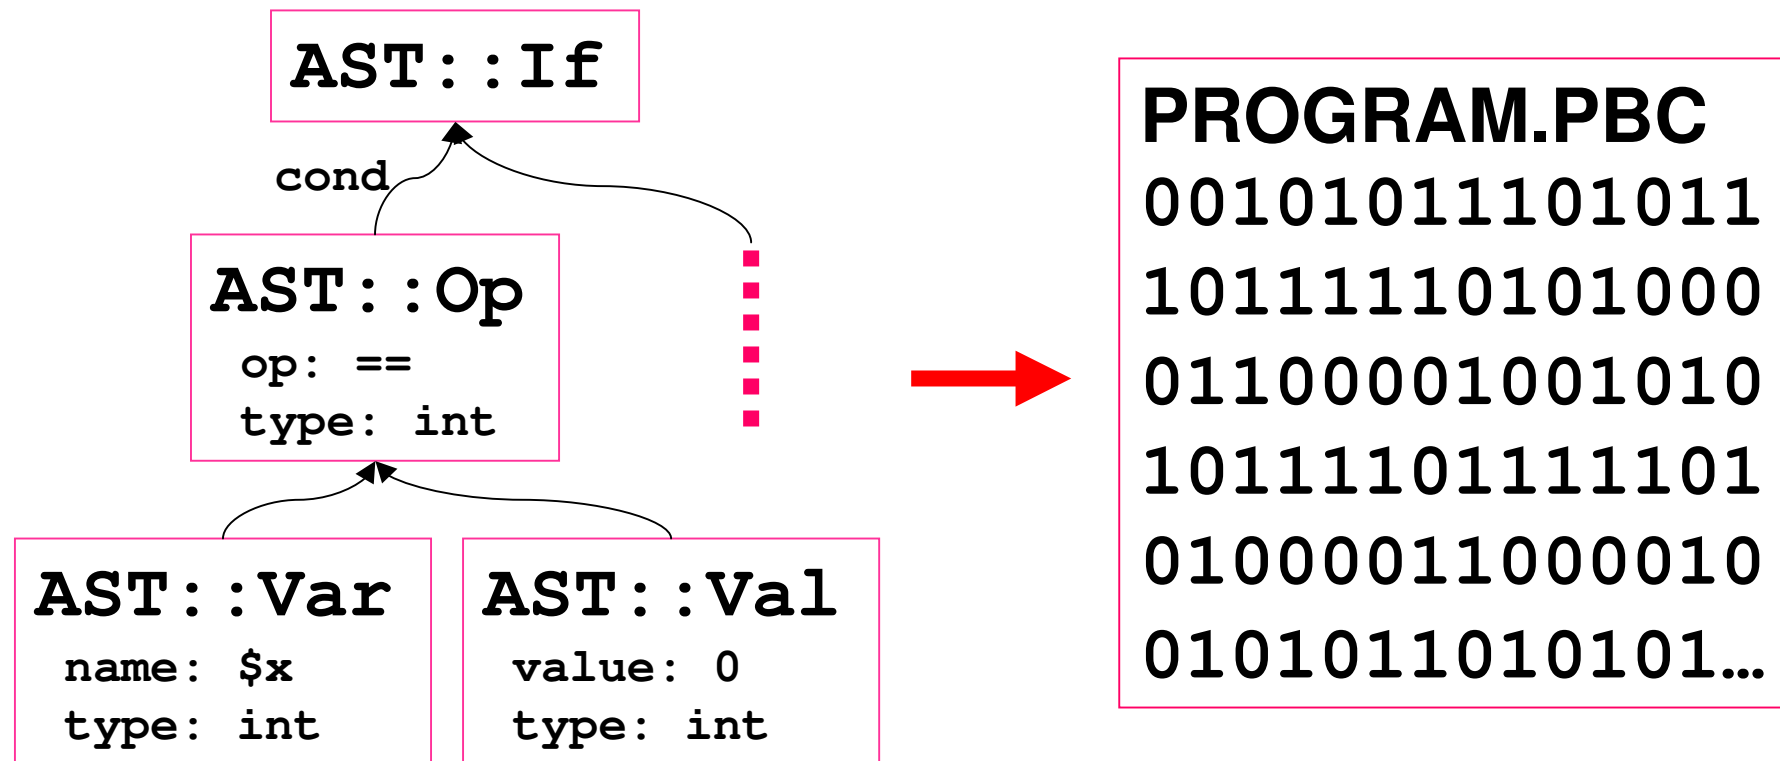 AST::If
cond
AST::Op
op: ==
type: int
AST::Var
name: $x
type: int
AST::Val
value: 0
type: int
PROGRAM.PBC
00101011101011
10111110101000
01100001001010
10111101111101
01000011000010
0101011010101…